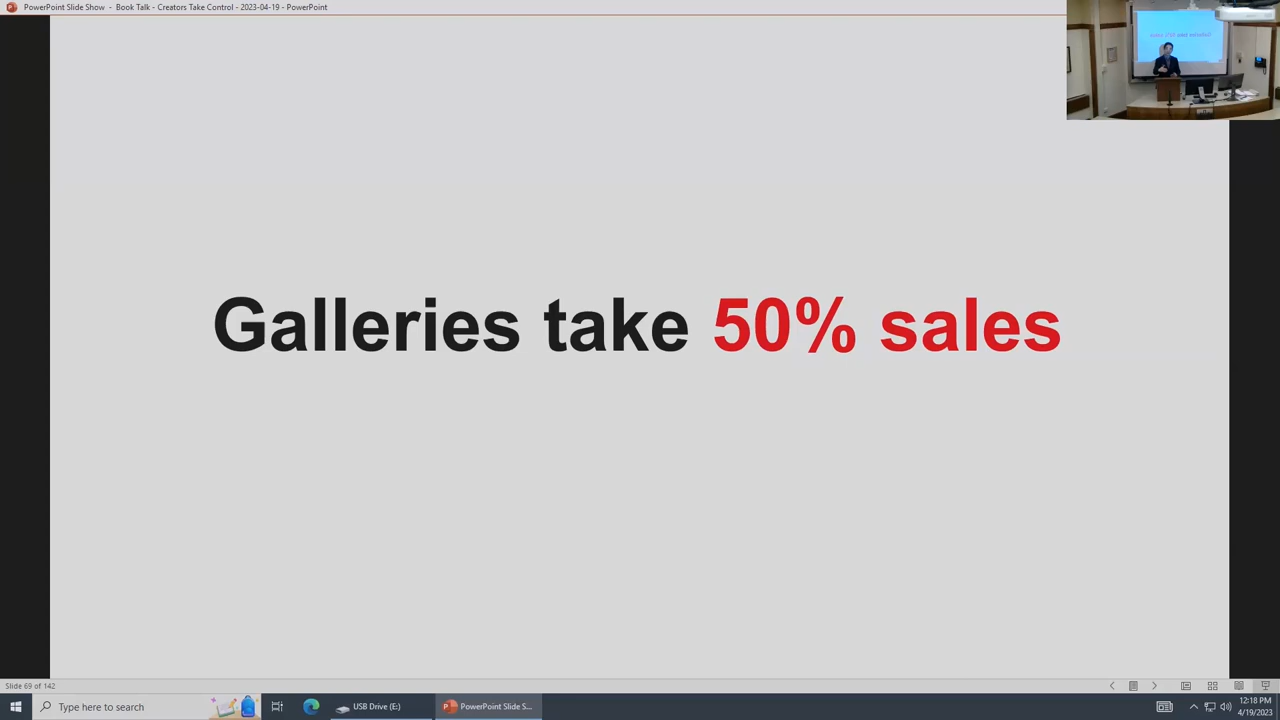 PowerPoint Slide Show - Book Talk - Creators Take Control - 2023-04-19 - PowerPoint
Galleries take 50% sales
Slide 69 of 142
Type here to search
USB Drive (E:)
PowerPoint Slide S...
12:18 PM
4/19/2023